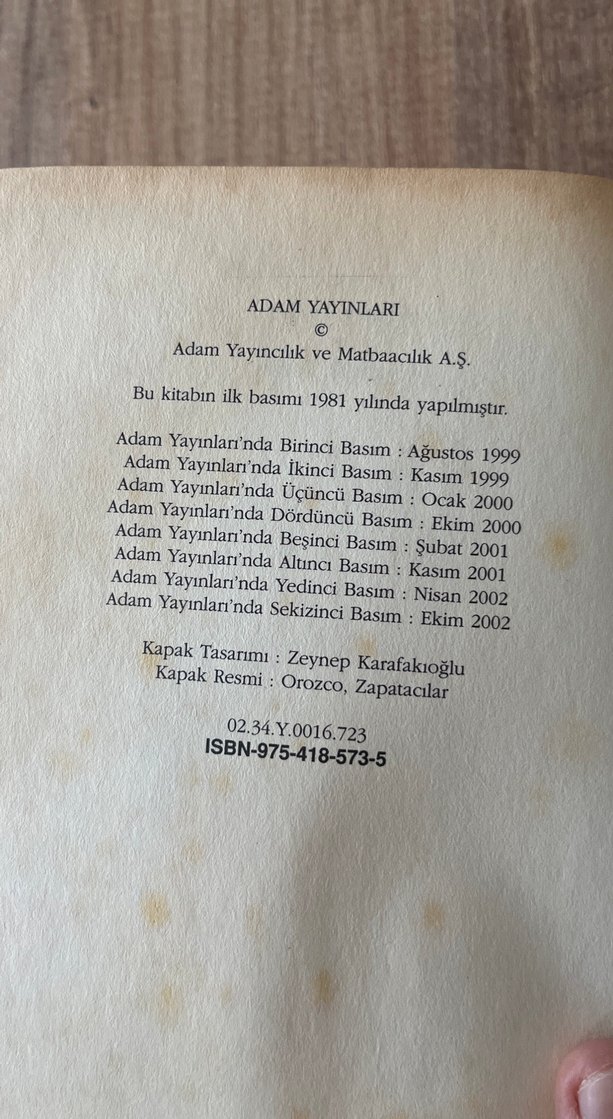 ADAM YAYINLARI
©
Adam Yayıncılık ve Matbaacılık A.Ş.
Bu kitabın ilk basımı 1981 yılında yapılmıştır.
Adam Yayınları'nda Birinci Basım : Ağustos 1999
Adam Yayınları'nda İkinci Basım : Kasım 1999
Adam Yayınları'nda Üçüncü Basım : Ocak 2000
Adam Yayınları'nda Dördüncü Basım : Ekim 2000
Adam Yayınları'nda Beşinci Basım : Şubat 2001
Adam Yayınları'nda Altıncı Basım : Kasım 2001
Adam Yayınları'nda Yedinci Basım : Nisan 2002
Adam Yayınları'nda Sekizinci Basım : Ekim 2002
Kapak Tasarımı : Zeynep Karafakıoğlu
Kapak Resmi : Orozco, Zapatacılar
02.34.Y.0016.723
ISBN-975-418-573-5